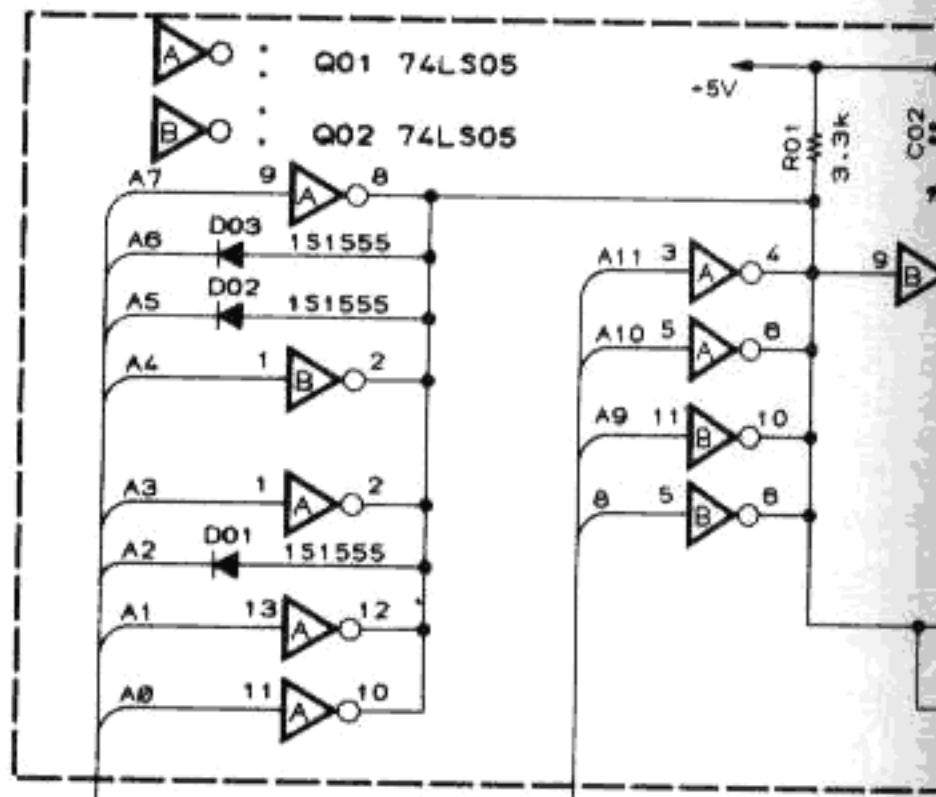 A : Q01 74LS05
B : Q02 74LS05
+5V
R01
3.3k
C02
A7 9 A 8
A6 D03 1S1555
A5 D02 1S1555
A4 1 B 2
A3 1 A 2
A2 D01 1S1555
A1 13 A 12
A0 11 A 10
A11 3 A 4
9 B
A10 5 A 8
A9 11 B 10
8 5 B 8